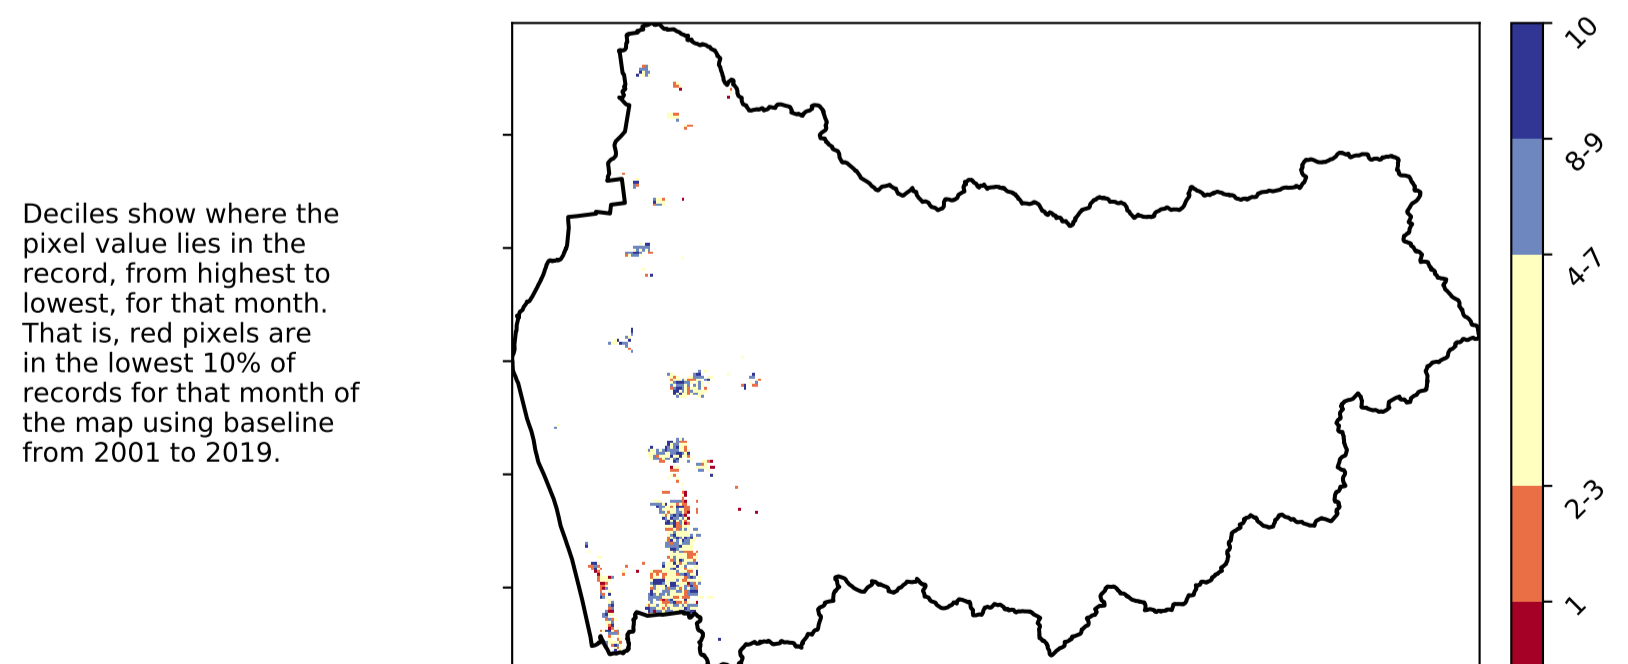 Deciles show where the
pixel value lies in the
record, from highest to
lowest, for that month.
That is, red pixels are
in the lowest 10% of
records for that month of
the map using baseline
from 2001 to 2019.
10
8-9
4-7
2-3
1